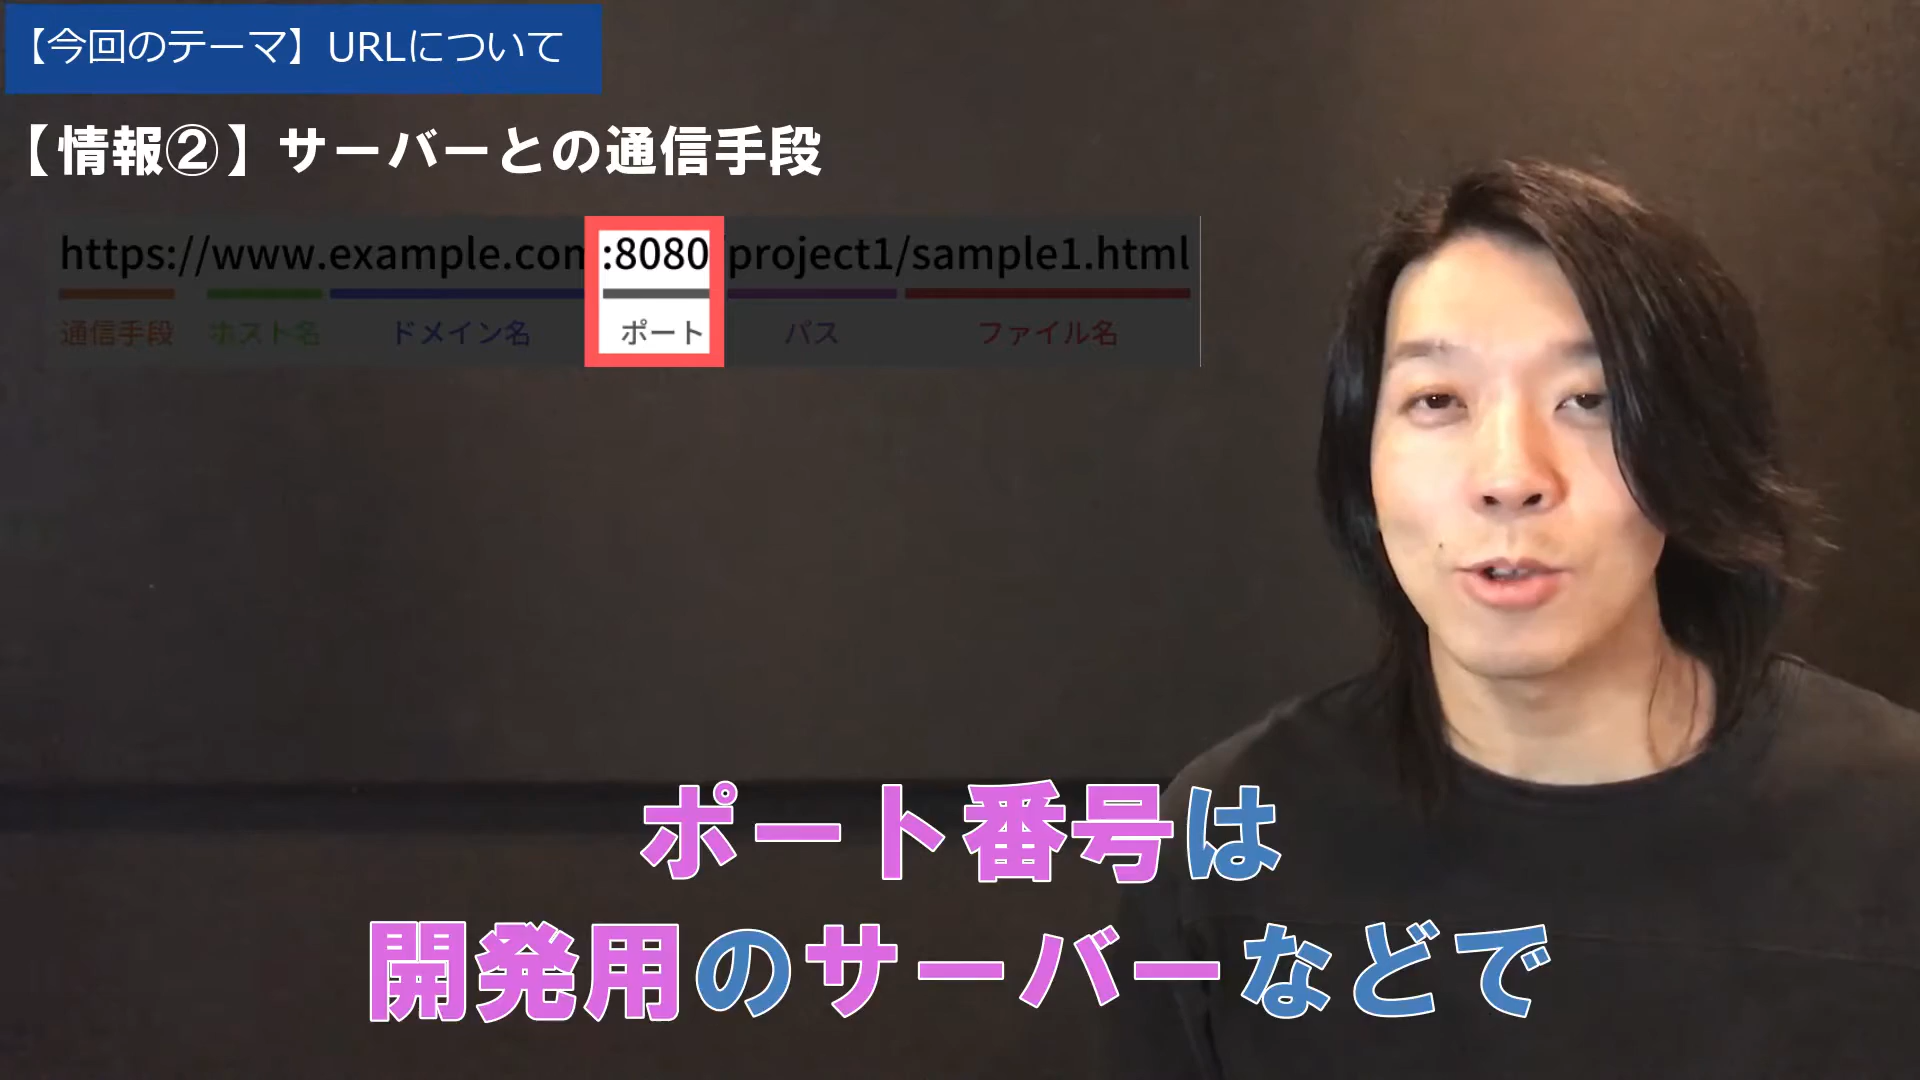 【今回のテーマ】URLについて
【情報②】サーバーとの通信手段
https://www.example.com:8080/project1/sample1.html
通信手段 ホスト名 ドメイン名 ポート パス ファイル名
ポート番号は
開発用のサーバーなどで